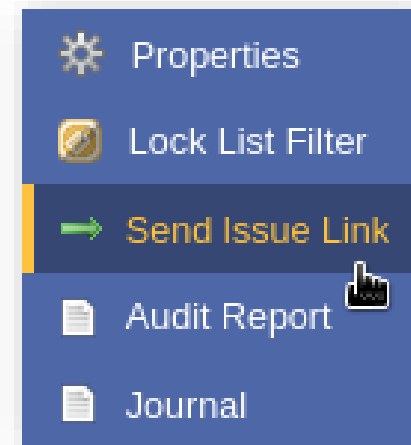 Properties
Lock List Filter
Send Issue Link
Audit Report
Journal